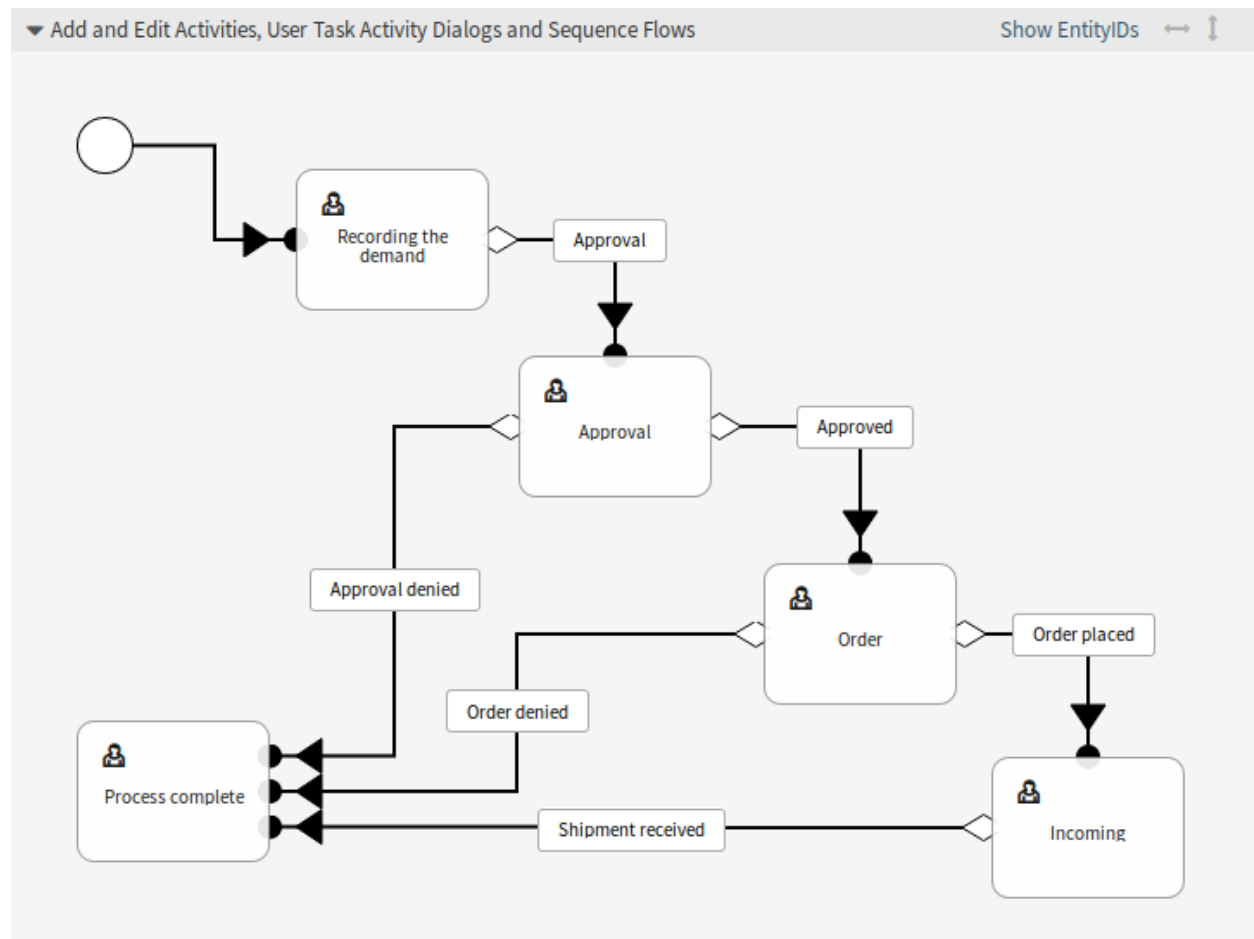 Add and Edit Activities, User Task Activity Dialogs and Sequence Flows
Show EntityIDs
Recording the
demand
Approval
Approval
Approved
Approval denied
Order
Order placed
Order denied
Process complete
Shipment received
Incoming